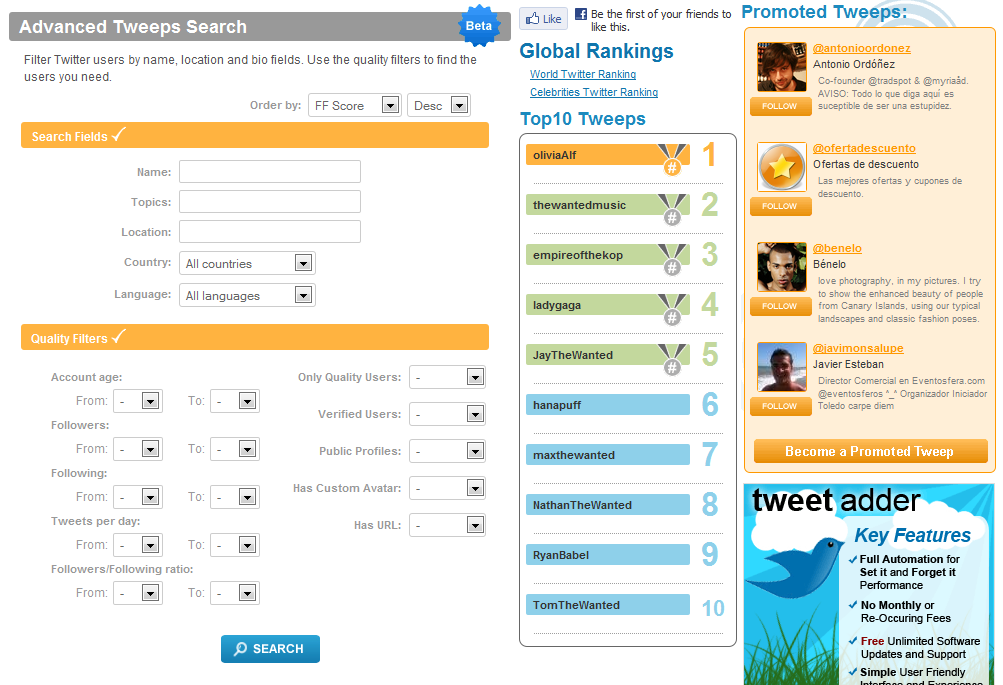 Advanced Tweeps Search
Beta
Filter Twitter users by name, location and bio fields. Use the quality filters to find the
users you need.
Order by: FF Score Desc
Search Fields ✓
Name:
Topics:
Location:
Country: All countries
Language: All languages
Quality Filters ✓
Account age:
From: - To: -
Followers:
From: - To: -
Following:
From: - To: -
Tweets per day:
From: - To: -
Followers/Following ratio:
From: - To: -
Only Quality Users: -
Verified Users: -
Public Profiles: -
Has Custom Avatar: -
Has URL: -
SEARCH
Like
Be the first of your friends to
like this.
Global Rankings
World Twitter Ranking
Celebrities Twitter Ranking
Top10 Tweeps
oliviaAlf # 1
thewantedmusic # 2
empireofthekop # 3
ladygaga # 4
JayTheWanted # 5
hanapuff 6
maxthewanted 7
NathanTheWanted 8
RyanBabel 9
TomTheWanted 10
Promoted Tweeps:
@antonioordonez
Antonio Ordóñez
Co-founder @tradspot & @myriaåd.
AVISO: Todo lo que diga aquí es
suceptible de ser una estupidez.
FOLLOW
@ofertadescuento
Ofertas de descuento
Las mejores ofertas y cupones de
descuento.
FOLLOW
@benelo
Bénelo
love photography, in my pictures. I try
to show the enhanced beauty of people
from Canary Islands, using our typical
landscapes and classic fashion poses.
FOLLOW
@javimonsalupe
Javier Esteban
Director Comercial en Eventosfera.com
@eventosferos ^_^ Organizador Iniciador
Toledo carpe diem
FOLLOW
Become a Promoted Tweep
tweet adder
Key Features
✓ Full Automation for
Set it and Forget it
Performance
✓ No Monthly or
Re-Occuring Fees
✓ Free Unlimited Software
Updates and Support
✓ Simple User Friendly
Interface and Experience